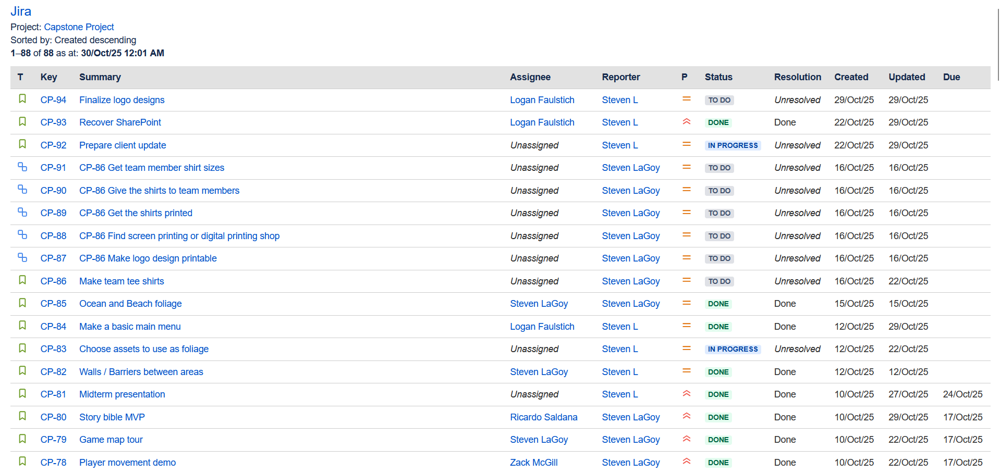 Jira
Project: Capstone Project
Sorted by: Created descending
1–88 of 88 as at: 30/Oct/25 12:01 AM
T Key Summary Assignee Reporter P Status Resolution Created Updated Due
CP-94 Finalize logo designs Logan Faulstich Steven L TO DO Unresolved 29/Oct/25 29/Oct/25
CP-93 Recover SharePoint Logan Faulstich Steven L DONE Done 22/Oct/25 29/Oct/25
CP-92 Prepare client update Unassigned Steven L IN PROGRESS Unresolved 22/Oct/25 29/Oct/25
CP-91 CP-86 Get team member shirt sizes Unassigned Steven LaGoy TO DO Unresolved 16/Oct/25 16/Oct/25
CP-90 CP-86 Give the shirts to team members Unassigned Steven LaGoy TO DO Unresolved 16/Oct/25 16/Oct/25
CP-89 CP-86 Get the shirts printed Unassigned Steven LaGoy TO DO Unresolved 16/Oct/25 16/Oct/25
CP-88 CP-86 Find screen printing or digital printing shop Unassigned Steven LaGoy TO DO Unresolved 16/Oct/25 16/Oct/25
CP-87 CP-86 Make logo design printable Unassigned Steven LaGoy TO DO Unresolved 16/Oct/25 16/Oct/25
CP-86 Make team tee shirts Unassigned Steven LaGoy TO DO Unresolved 16/Oct/25 22/Oct/25
CP-85 Ocean and Beach foliage Steven LaGoy Steven LaGoy DONE Done 15/Oct/25 15/Oct/25
CP-84 Make a basic main menu Logan Faulstich Steven L DONE Done 12/Oct/25 29/Oct/25
CP-83 Choose assets to use as foliage Unassigned Steven L IN PROGRESS Unresolved 12/Oct/25 22/Oct/25
CP-82 Walls / Barriers between areas Steven LaGoy Steven L DONE Done 12/Oct/25 12/Oct/25
CP-81 Midterm presentation Unassigned Steven L DONE Done 10/Oct/25 27/Oct/25 24/Oct/25
CP-80 Story bible MVP Ricardo Saldana Steven LaGoy DONE Done 10/Oct/25 29/Oct/25 17/Oct/25
CP-79 Game map tour Steven LaGoy Steven LaGoy DONE Done 10/Oct/25 22/Oct/25 17/Oct/25
CP-78 Player movement demo Zack McGill Steven LaGoy DONE Done 10/Oct/25 22/Oct/25 17/Oct/25